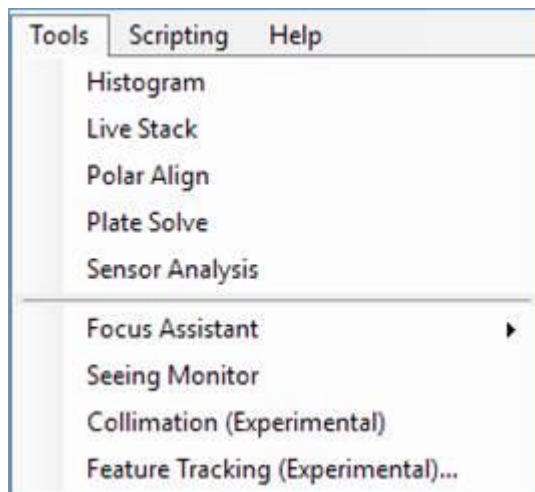 Tools Scripting Help
Histogram
Live Stack
Polar Align
Plate Solve
Sensor Analysis
Focus Assistant
Seeing Monitor
Collimation (Experimental)
Feature Tracking (Experimental)...